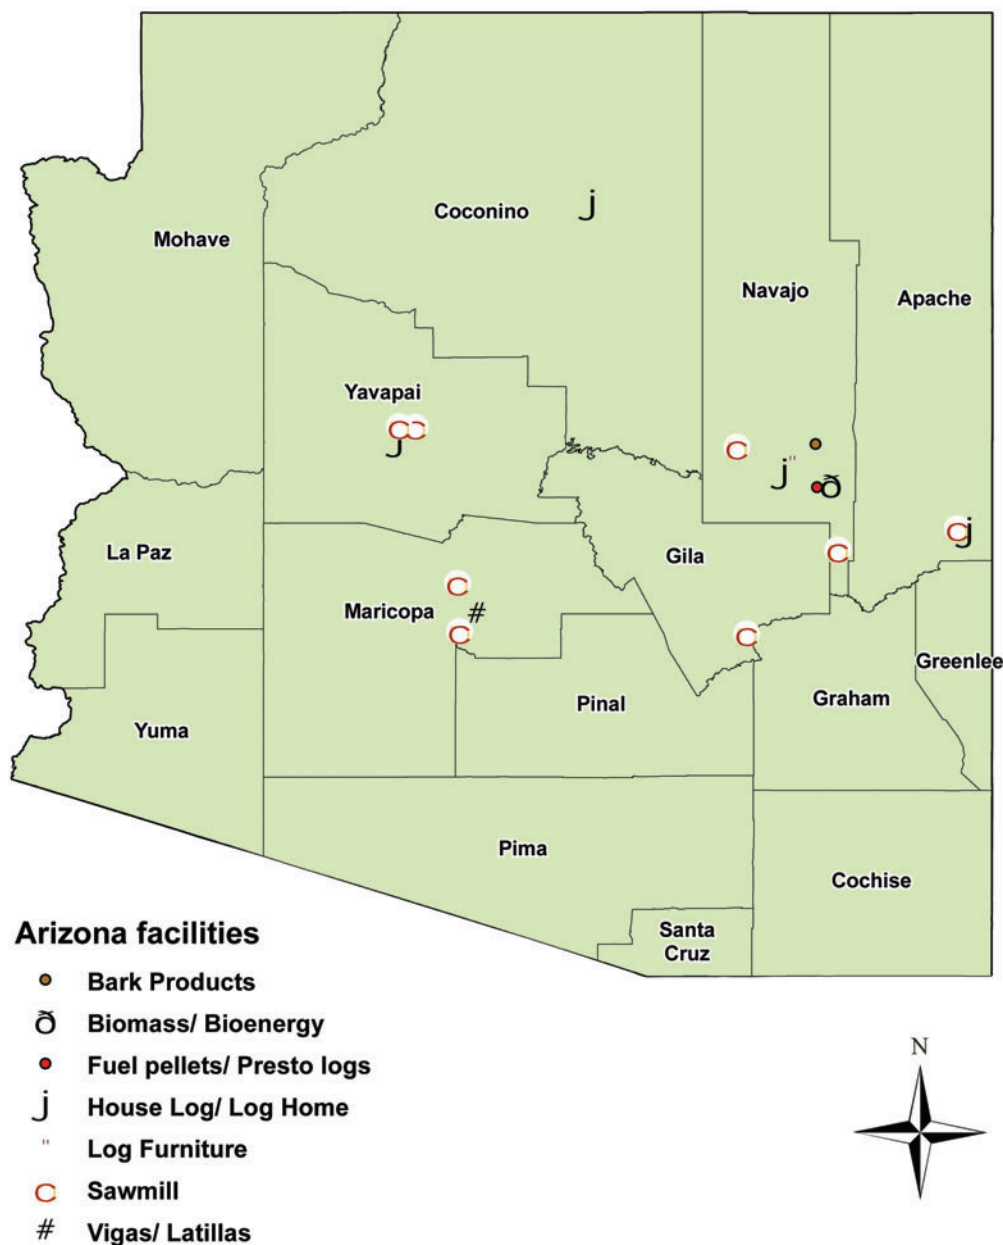 Coconino
j
Mohave
Navajo
Apache
Yavapai
C C
j
C
j "
ð
La Paz
Gila
C
C j
C
Maricopa
#
C
C
Greenlee
Pinal
Graham
Yuma
Pima
Cochise
Santa
Cruz
Arizona facilities
Bark Products
ð Biomass/ Bioenergy
Fuel pellets/ Presto logs
j House Log/ Log Home
" Log Furniture
C Sawmill
# Vigas/ Latillas
N